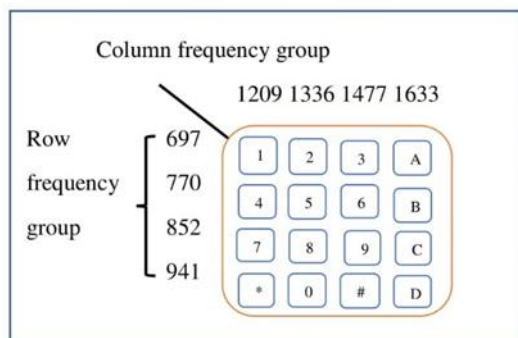 Column frequency group
1209 1336 1477 1633
Row
frequency
group
697
770
852
941
1 2 3 A
4 5 6 B
7 8 9 C
* 0 # D